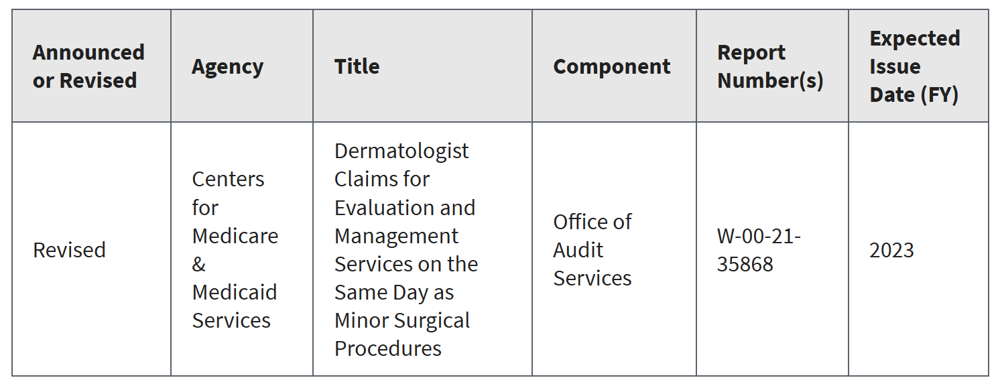 Announced
or Revised
Agency
Title
Component
Report
Number(s)
Expected
Issue
Date (FY)
Revised
Centers
for
Medicare
&
Medicaid
Services
Dermatologist
Claims for
Evaluation and
Management
Services on the
Same Day as
Minor Surgical
Procedures
Office of
Audit
Services
W-00-21-
35868
2023